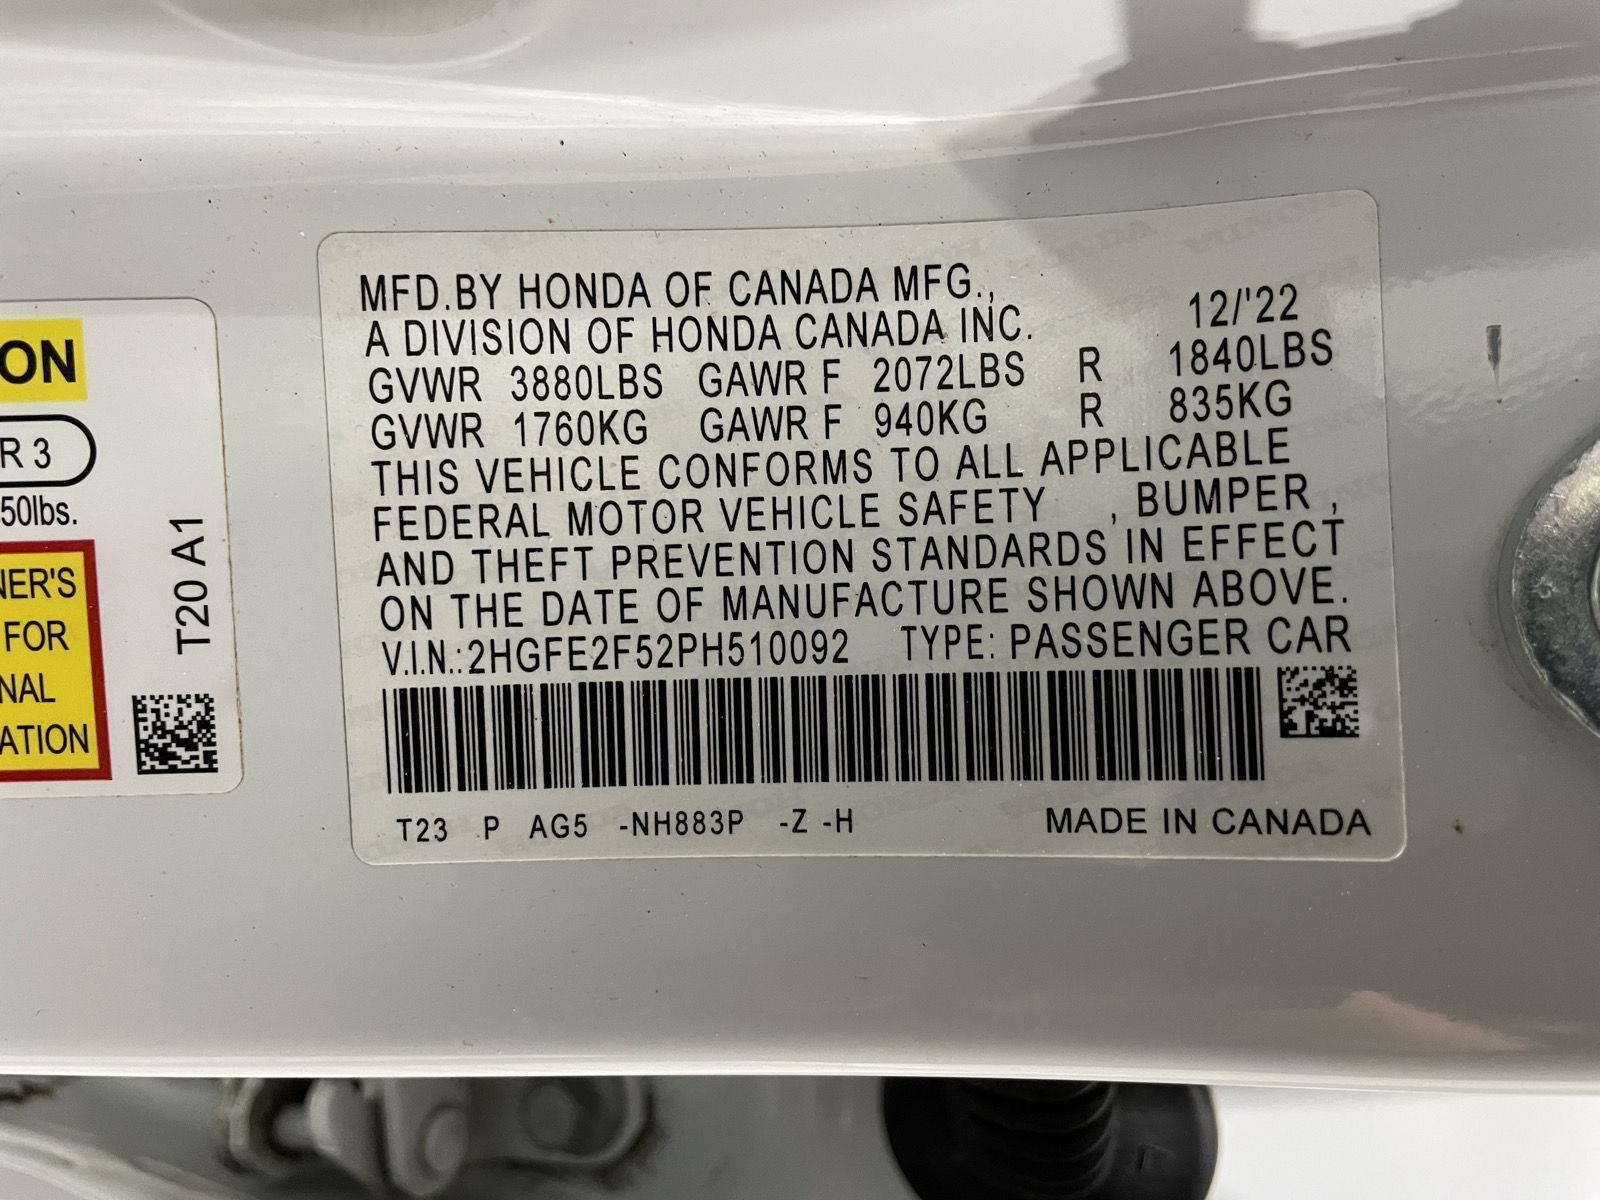 ON
R 3
50lbs.
NER'S
FOR
NAL
ATION
T20 A1
MFD.BY HONDA OF CANADA MFG.,
A DIVISION OF HONDA CANADA INC. 12/'22
GVWR 3880LBS GAWR F 2072LBS R 1840LBS
GVWR 1760KG GAWR F 940KG R 835KG
THIS VEHICLE CONFORMS TO ALL APPLICABLE
FEDERAL MOTOR VEHICLE SAFETY , BUMPER ,
AND THEFT PREVENTION STANDARDS IN EFFECT
ON THE DATE OF MANUFACTURE SHOWN ABOVE.
V.I.N.:2HGFE2F52PH510092 TYPE: PASSENGER CAR
T23 P AG5 -NH883P -Z -H MADE IN CANADA